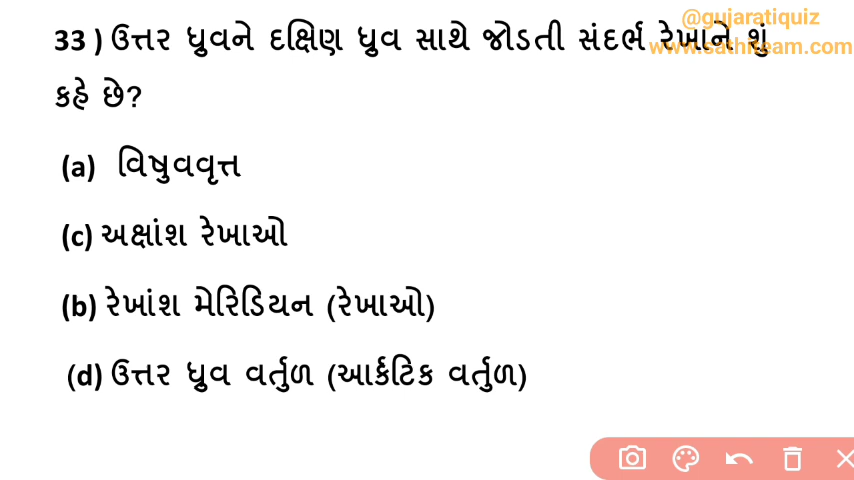 @gujaratiquiz
33 ) ઉત્તર ધ્રુવને દક્ષિણ ધ્રુવ સાથે જોડતી સંદર્ભ રેખાને શું
www.sathiteam.com
કહે છે?
(a) વિષુવવૃત્ત
(c) અક્ષાંશ રેખાઓ
(b) રેખાંશ મેરિડિયન (રેખાઓ)
(d) ઉત્તર ધ્રુવ વર્તુળ (આર્કટિક વર્તુળ)